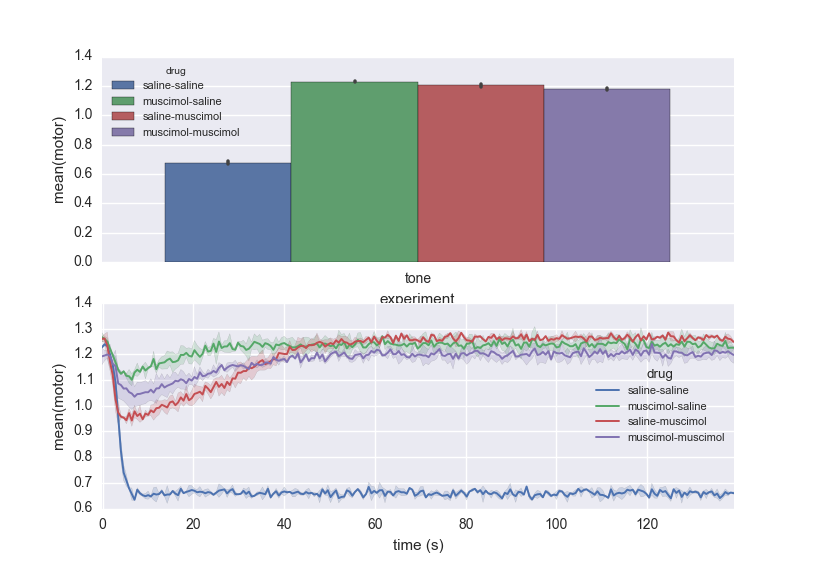 1.4
1.2
1.0
0.8
0.6
0.4
0.2
0.0
mean(motor)
drug
saline-saline
muscimol-saline
saline-muscimol
muscimol-muscimol
tone
experiment
1.4
1.3
1.2
1.1
1.0
0.9
0.8
0.7
0.6
mean(motor)
drug
saline-saline
muscimol-saline
saline-muscimol
muscimol-muscimol
0 20 40 60 80 100 120
time (s)